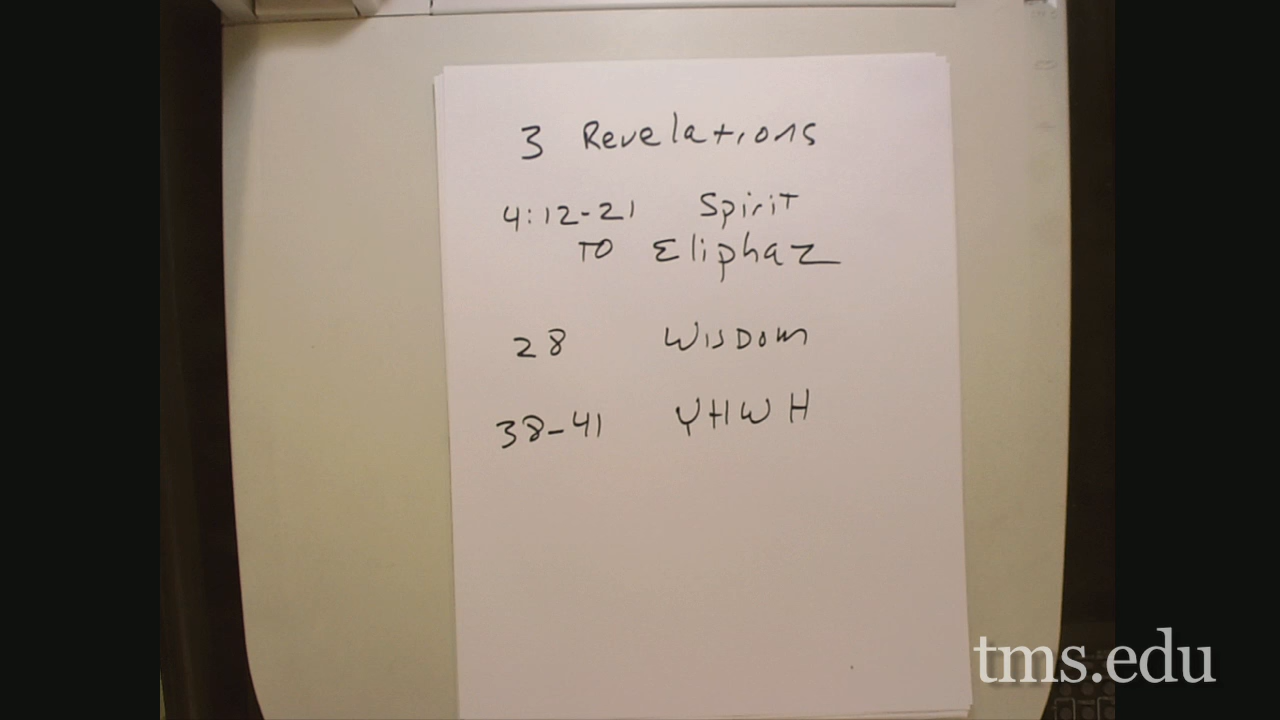 3 Revelations
4:12-21 Spirit
TO Eliphaz
28 Wisdom
38-41 YHWH
tms.edu